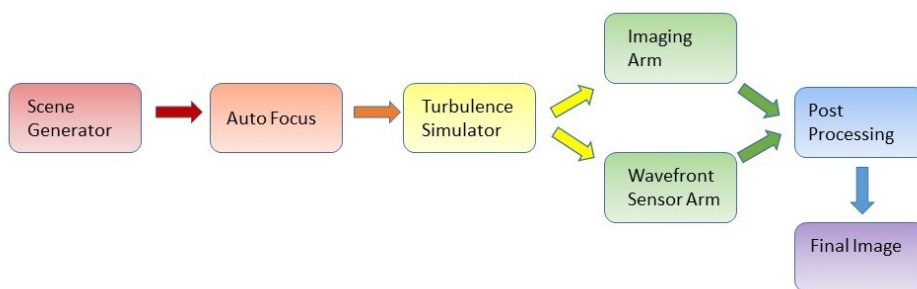 Scene
Generator
Auto Focus
Turbulence
Simulator
Imaging
Arm
Wavefront
Sensor Arm
Post
Processing
Final Image